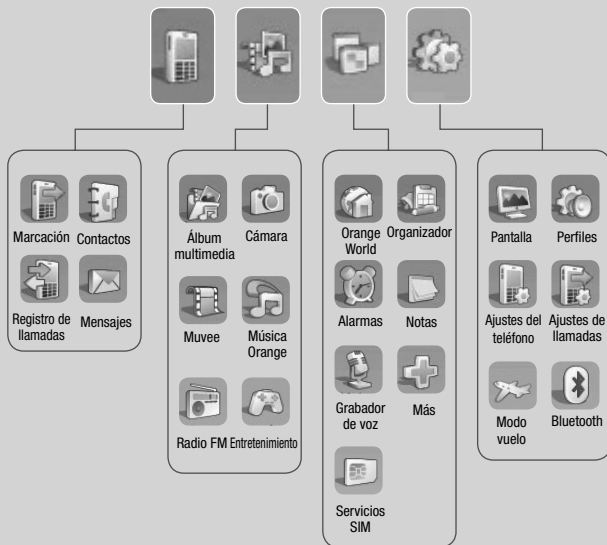 Marcación
Contactos
Registro de
llamadas
Mensajes
Álbum
multimedia
Cámara
Muvee
Música
Orange
Radio FM
Entretenimiento
Orange
World
Organizador
Alarmas
Notas
Grabador
de voz
Más
Servicios
SIM
Pantalla
Perfiles
Ajustes del
teléfono
Ajustes de
llamadas
Modo
vuelo
Bluetooth